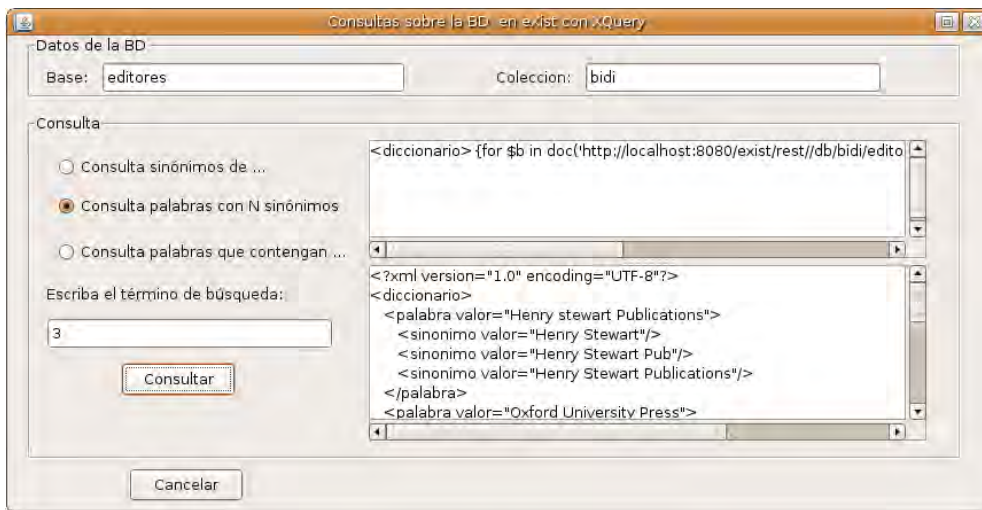 Consultas sobre la BD en exist con XQuery
Datos de la BD
Base: editores Coleccion: bidi
Consulta
Consulta sinónimos de ...
Consulta palabras con N sinónimos
Consulta palabras que contengan ...
Escriba el término de búsqueda:
3
Consultar
<diccionario> {for $b in doc('http://localhost:8080/exist/rest//db/bidi/edito
<?xml version="1.0" encoding="UTF-8"?>
<diccionario>
<palabra valor="Henry stewart Publications">
<sinonimo valor="Henry Stewart"/>
<sinonimo valor="Henry Stewart Pub"/>
<sinonimo valor="Henry Stewart Publications"/>
</palabra>
<palabra valor="Oxford University Press">
Cancelar